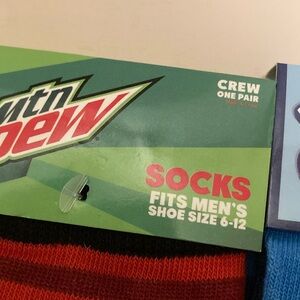 mtn
DEW
CREW
ONE PAIR
SOCKS
FITS MEN'S
SHOE SIZE 6-12